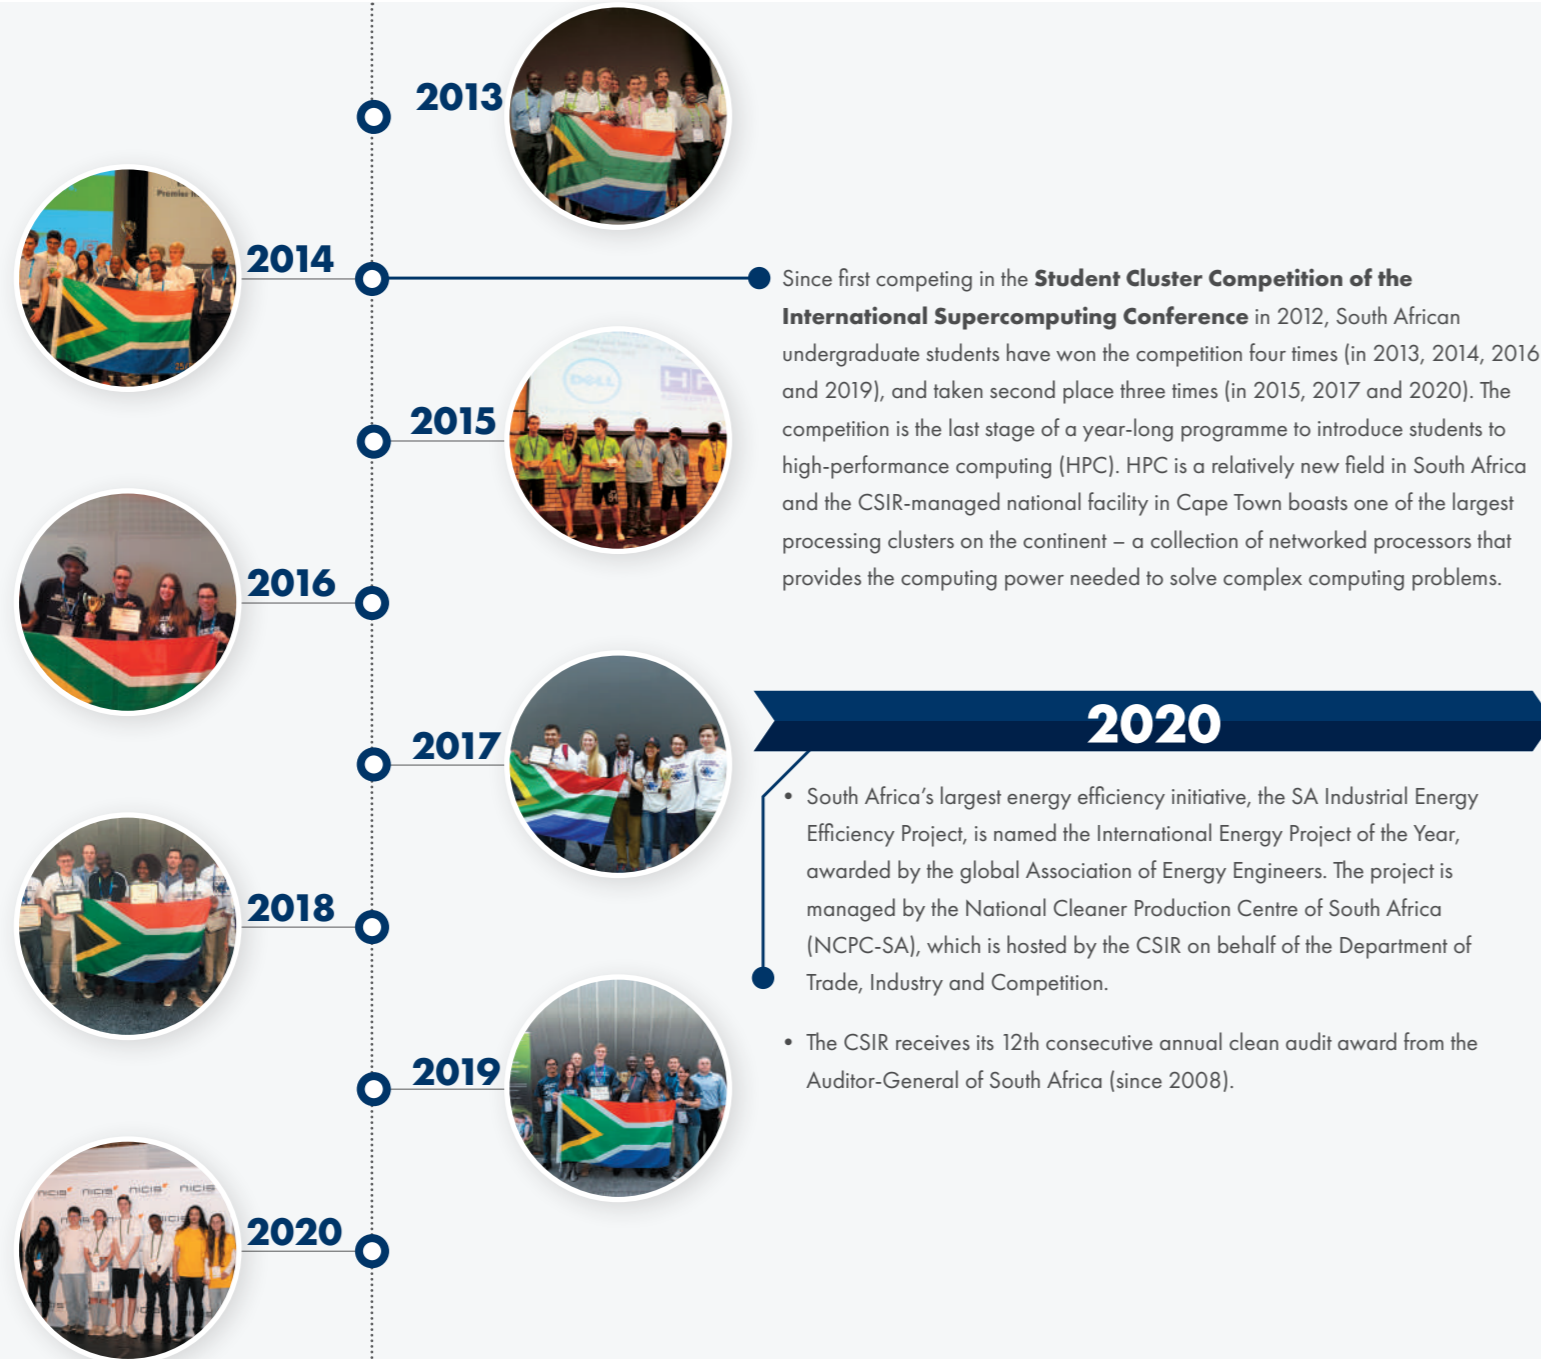 2013
2014
Since first competing in the Student Cluster Competition of the
International Supercomputing Conference in 2012, South African
undergraduate students have won the competition four times (in 2013, 2014, 2016
and 2019), and taken second place three times (in 2015, 2017 and 2020). The
competition is the last stage of a year-long programme to introduce students to
high-performance computing (HPC). HPC is a relatively new field in South Africa
and the CSIR-managed national facility in Cape Town boasts one of the largest
processing clusters on the continent – a collection of networked processors that
provides the computing power needed to solve complex computing problems.
2015
DELL
2016
2017
2018
2019
2020
nicis nicis nicis nicis
2020
• South Africa's largest energy efficiency initiative, the SA Industrial Energy
Efficiency Project, is named the International Energy Project of the Year,
awarded by the global Association of Energy Engineers. The project is
managed by the National Cleaner Production Centre of South Africa
(NCPC-SA), which is hosted by the CSIR on behalf of the Department of
Trade, Industry and Competition.
• The CSIR receives its 12th consecutive annual clean audit award from the
Auditor-General of South Africa (since 2008).